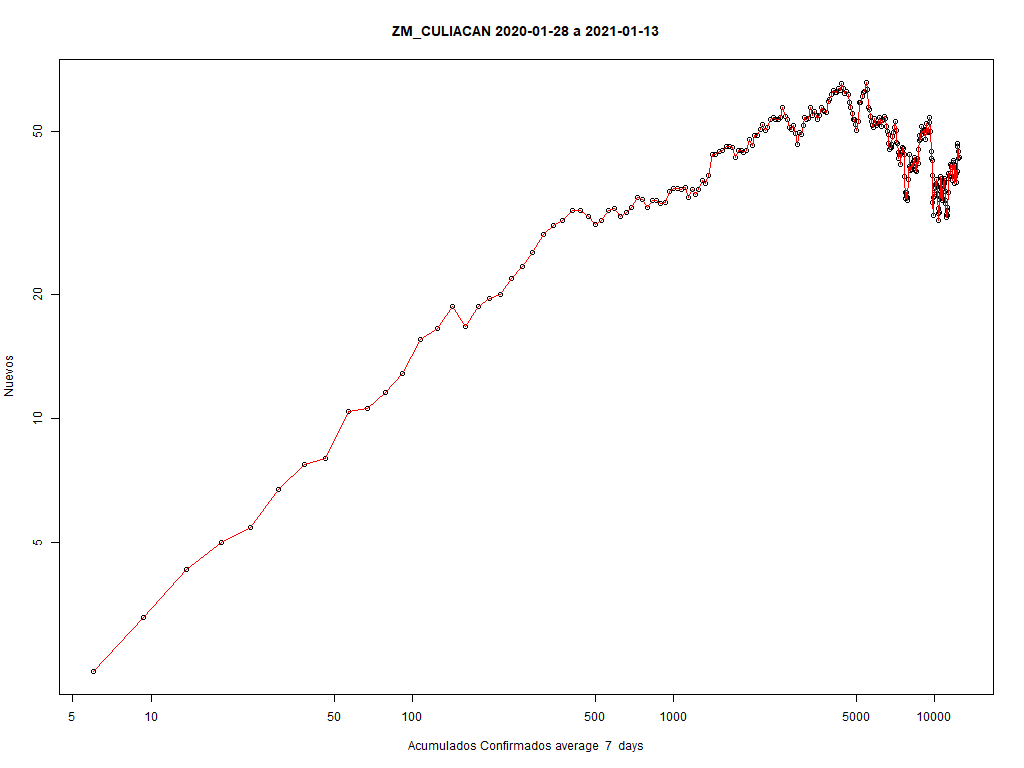 ZM_CULIACAN 2020-01-28 a 2021-01-13
50
20
10
5
Nuevos
5 10 50 100 500 1000 5000 10000
Acumulados Confirmados average 7 days